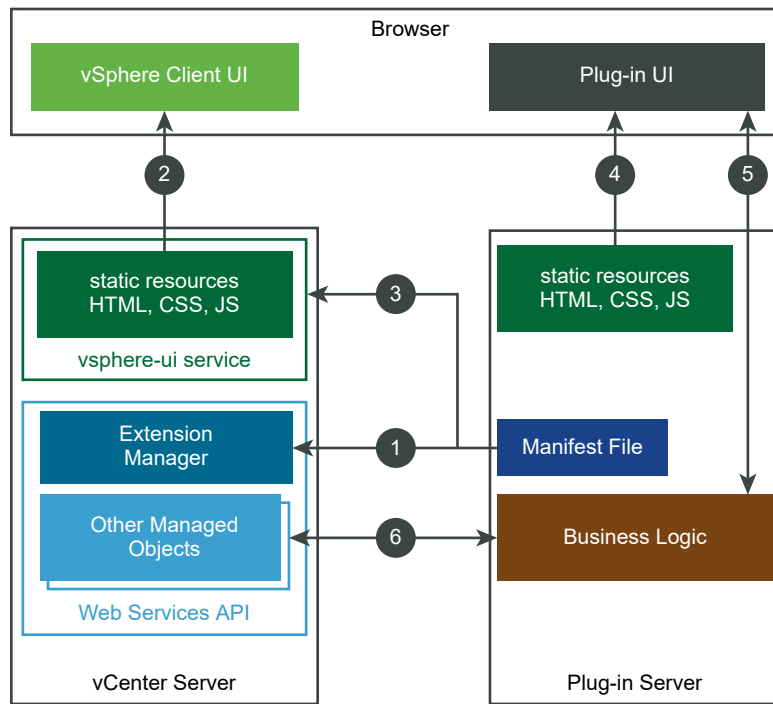 Browser
vSphere Client UI
Plug-in UI
2
4
5
static resources
HTML, CSS, JS
vsphere-ui service
3
static resources
HTML, CSS, JS
Extension
Manager
1
Manifest File
Other Managed
Objects
6
Business Logic
Web Services API
vCenter Server
Plug-in Server